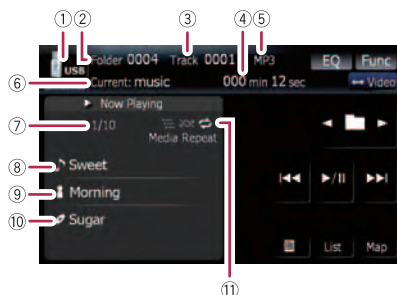 ① ② ③ ④ ⑤
USB Folder 0004 Track 0001 MP3 EQ Func
⑥ Current: music 000 min 12 sec Video
Now Playing
⑦ 1/10
Media Repeat
⑧ Sweet
⑨ Morning
⑩ Sugar
List Map
⑪